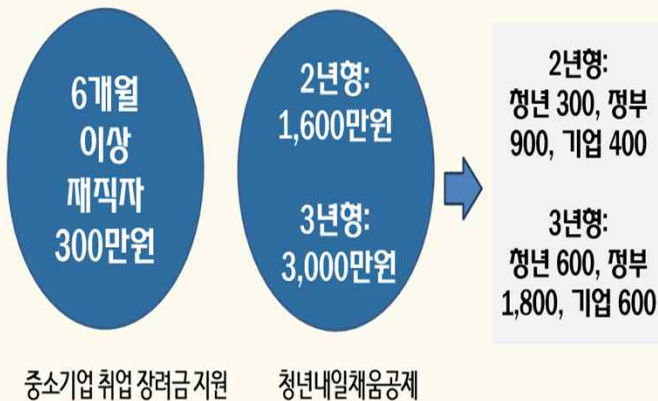 6개월
이상
재직자
300만원
2년형:
1,600만원
3년형:
3,000만원
2년형:
청년 300, 정부
900, 기업 400
3년형:
청년 600, 정부
1,800, 기업 600
중소기업 취업 장려금 지원
청년내일채움공제